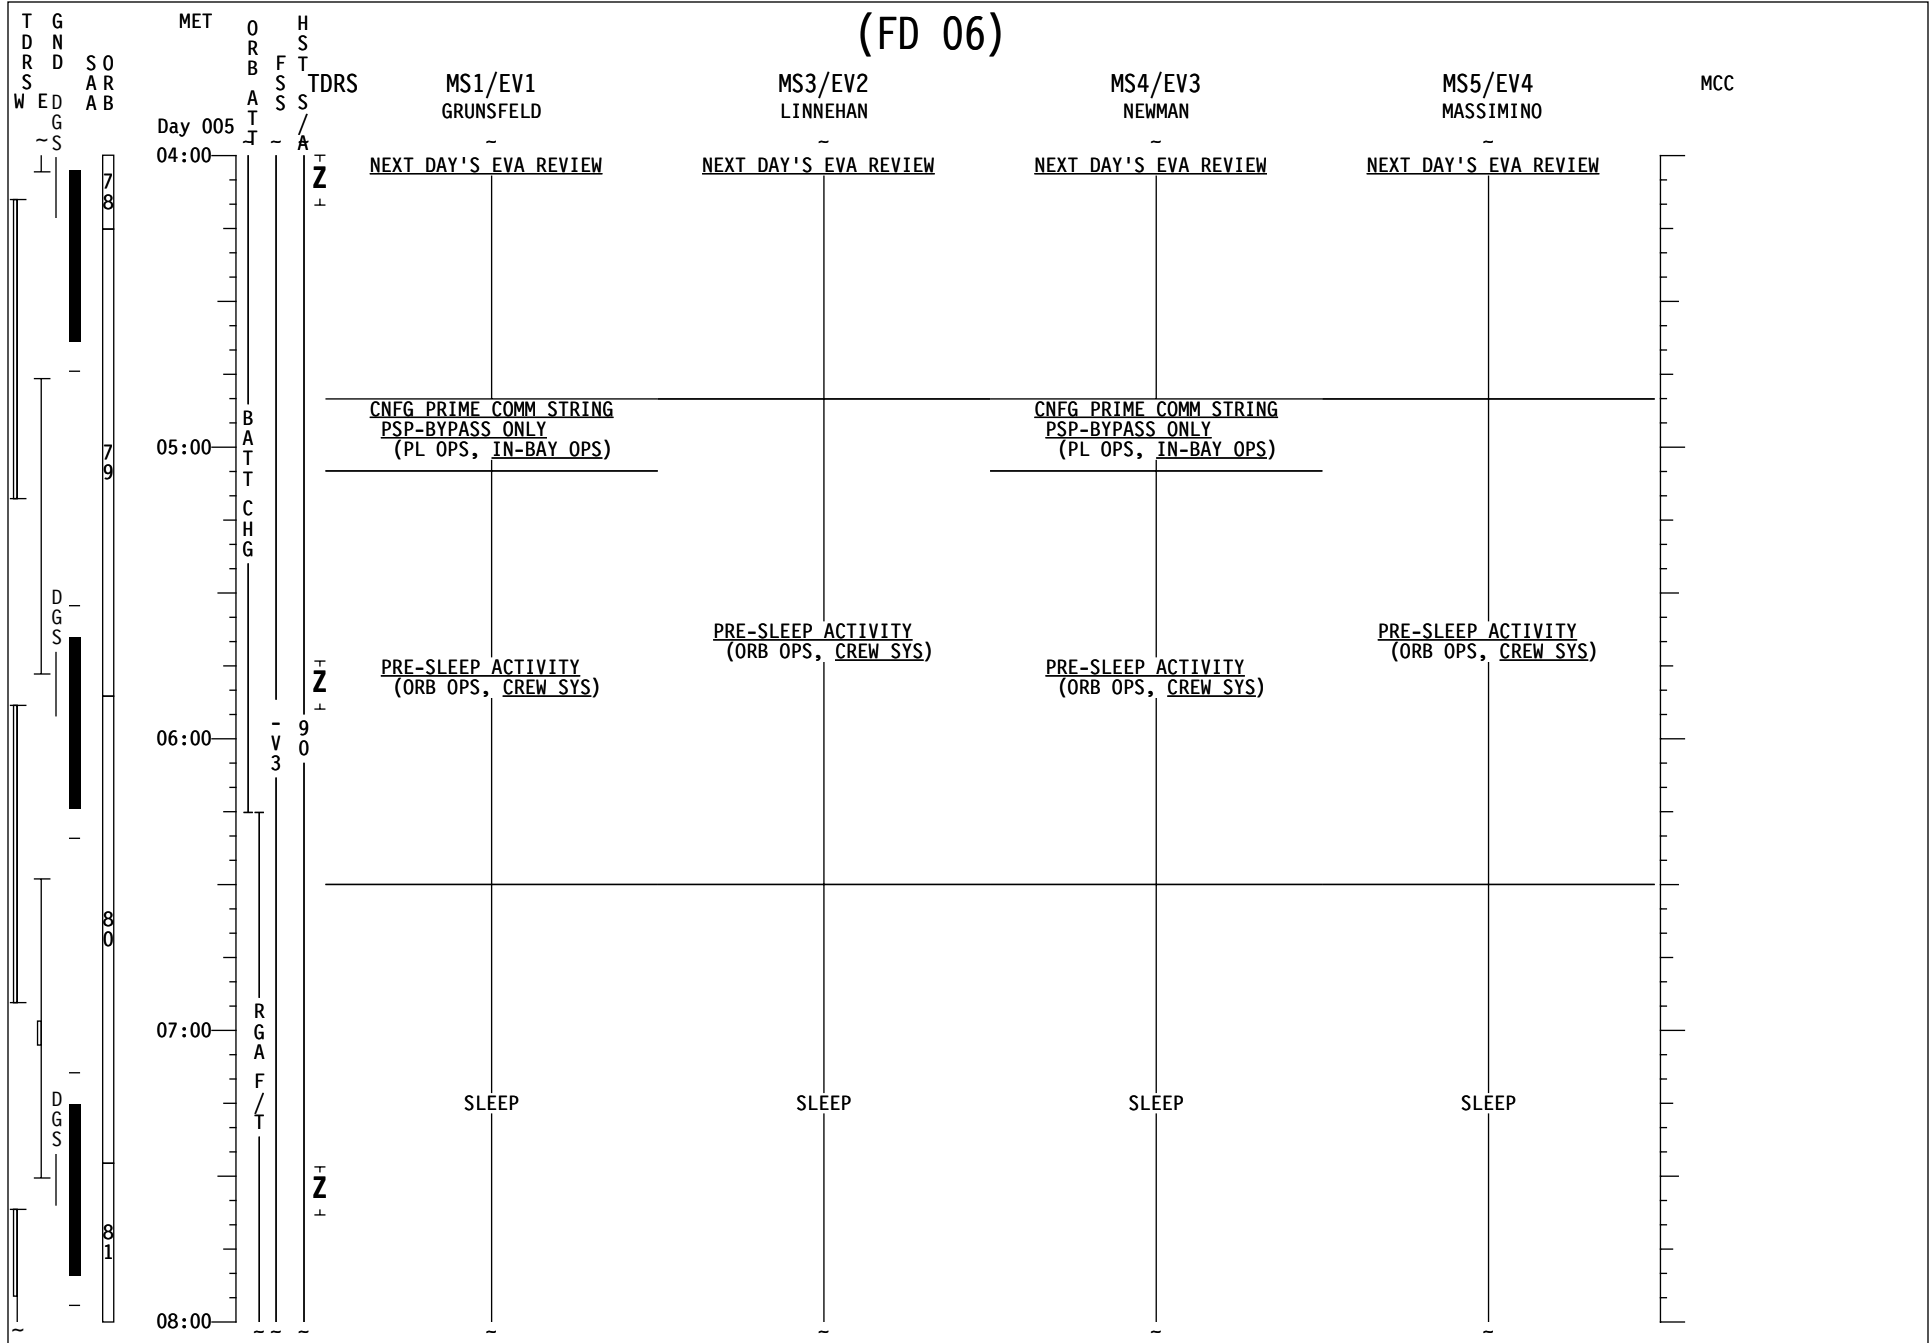 (FD 06)
TDRS
W E
GND
DGS
SAA
ORB
MET
ORB ATT
FSS
HST S/A
TDRS
MS1/EV1
MS3/EV2
MS4/EV3
MS5/EV4
MCC
GRUNSFELD
LINNEHAN
NEWMAN
MASSIMINO
Day 005
~ ~ ~ ~ ~ ~ ~
04:00
NEXT DAY'S EVA REVIEW
NEXT DAY'S EVA REVIEW
NEXT DAY'S EVA REVIEW
NEXT DAY'S EVA REVIEW
Z
78
BATT CHG
CNFG PRIME COMM STRING
PSP-BYPASS ONLY
(PL OPS, IN-BAY OPS)
CNFG PRIME COMM STRING
PSP-BYPASS ONLY
(PL OPS, IN-BAY OPS)
05:00
79
DGS
PRE-SLEEP ACTIVITY
(ORB OPS, CREW SYS)
PRE-SLEEP ACTIVITY
(ORB OPS, CREW SYS)
Z
PRE-SLEEP ACTIVITY
(ORB OPS, CREW SYS)
PRE-SLEEP ACTIVITY
(ORB OPS, CREW SYS)
-V3
90
06:00
80
RGA F/T
07:00
DGS
SLEEP
SLEEP
SLEEP
SLEEP
Z
81
08:00
~ ~ ~ ~ ~ ~ ~ ~